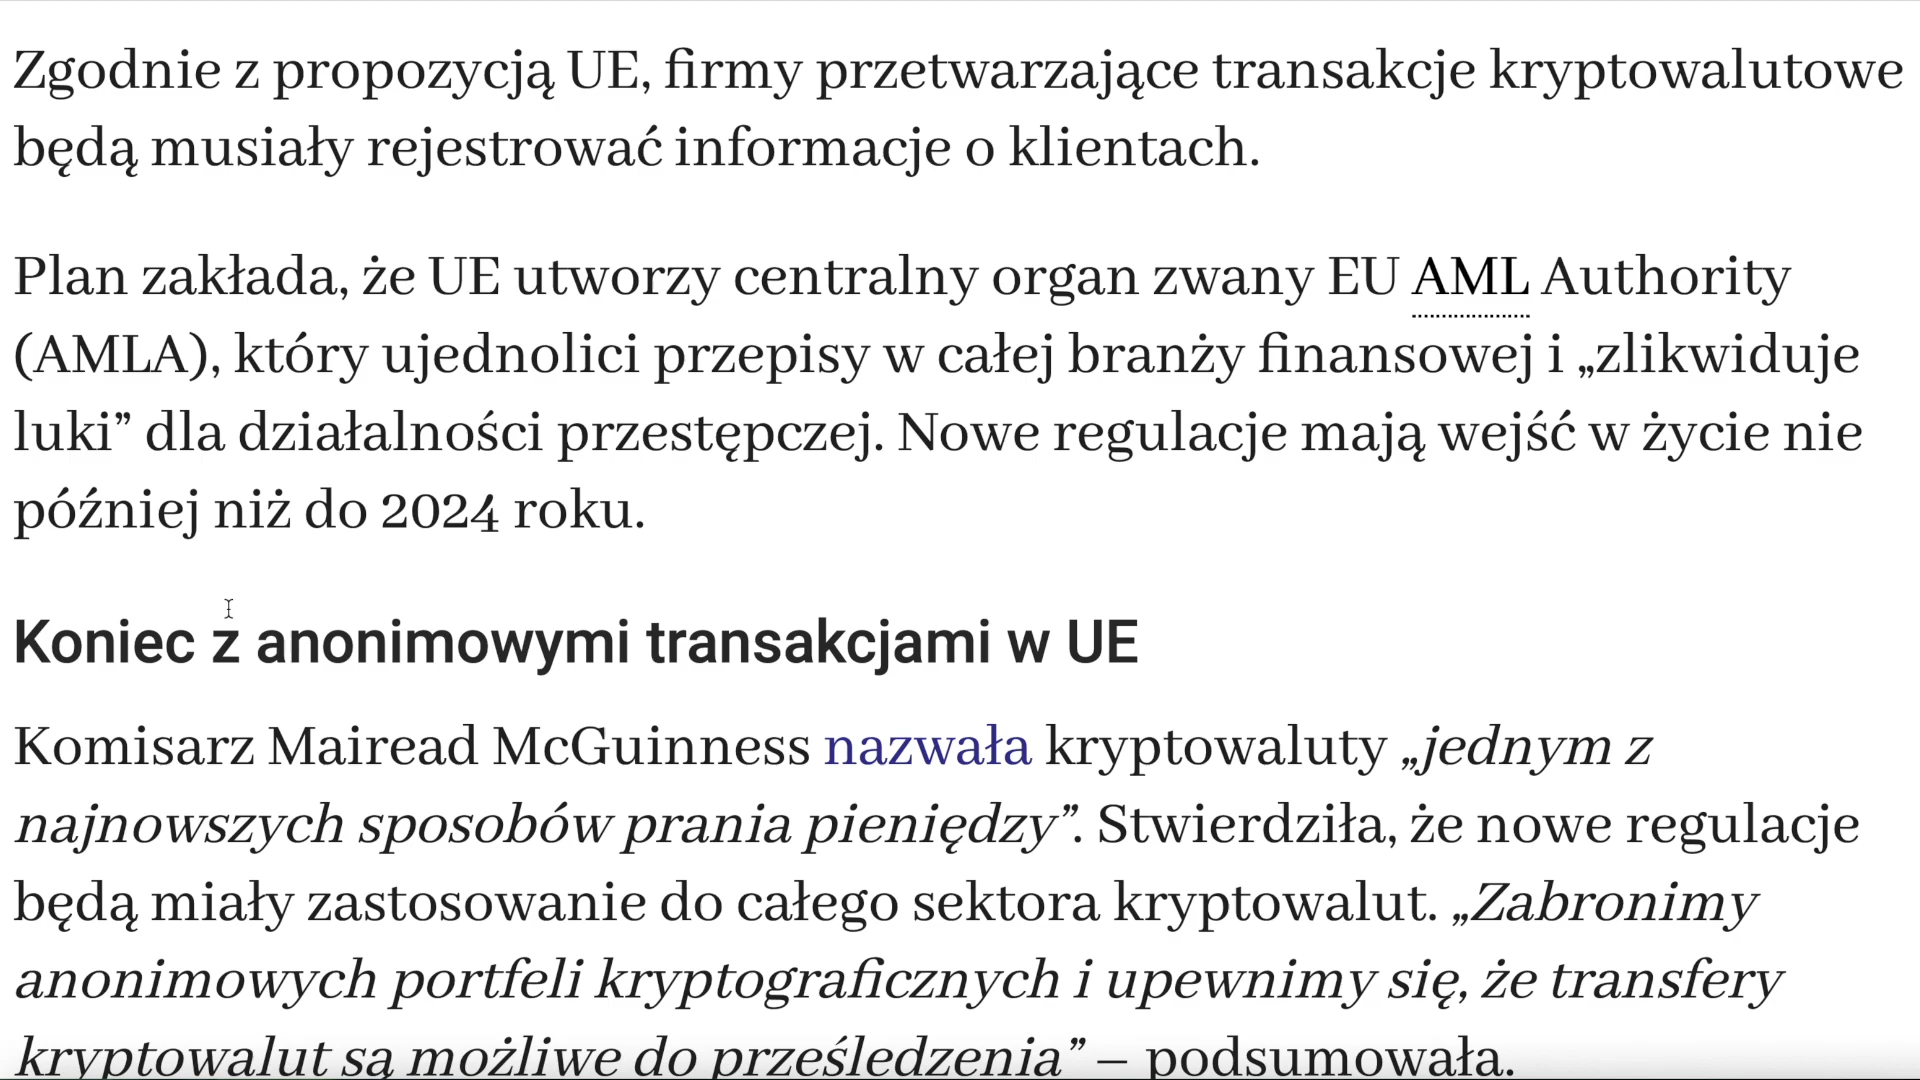 Zgodnie z propozycją UE, firmy przetwarzające transakcje kryptowalutowe
będą musiały rejestrować informacje o klientach.
Plan zakłada, że UE utworzy centralny organ zwany EU AML Authority
(AMLA), który ujednolici przepisy w całej branży finansowej i „zlikwiduje
luki” dla działalności przestępczej. Nowe regulacje mają wejść w życie nie
później niż do 2024 roku.
Koniec z anonimowymi transakcjami w UE
Komisarz Mairead McGuinness nazwała kryptowaluty „jednym z
najnowszych sposobów prania pieniędzy”. Stwierdziła, że nowe regulacje
będą miały zastosowanie do całego sektora kryptowalut. „Zabronimy
anonimowych portfeli kryptograficznych i upewnimy się, że transfery
kryptowalut są możliwe do prześledzenia” – podsumowała.